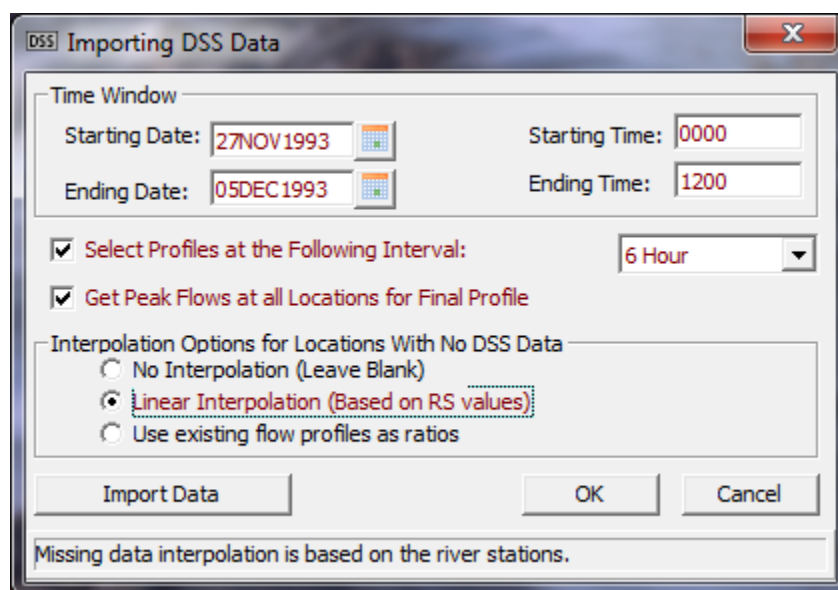 DSS Importing DSS Data
Time Window
Starting Date: 27NOV1993 Starting Time: 0000
Ending Date: 05DEC1993 Ending Time: 1200
Select Profiles at the Following Interval: 6 Hour
Get Peak Flows at all Locations for Final Profile
Interpolation Options for Locations With No DSS Data
No Interpolation (Leave Blank)
Linear Interpolation (Based on RS values)
Use existing flow profiles as ratios
Import Data OK Cancel
Missing data interpolation is based on the river stations.